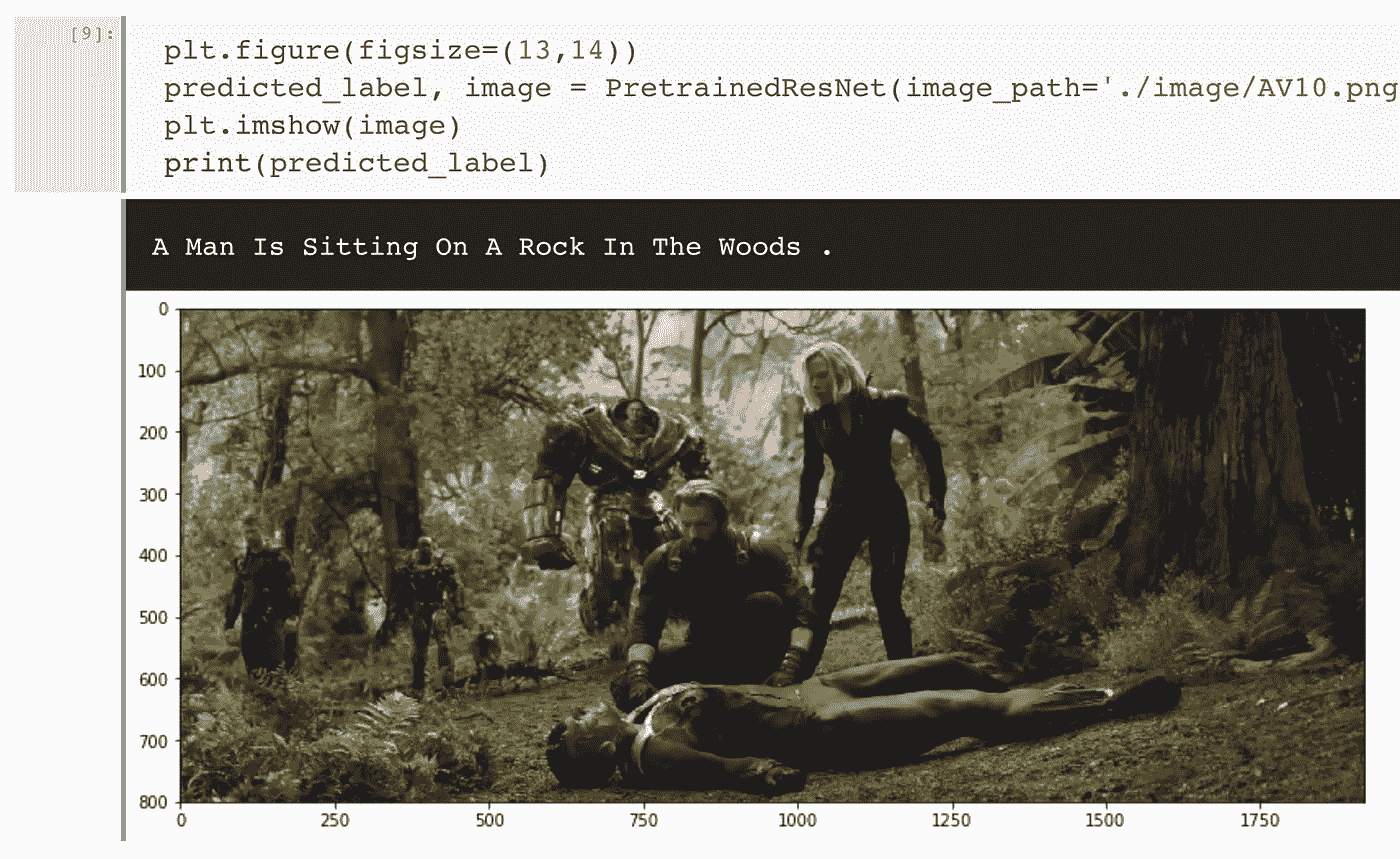 [9]:
plt.figure(figsize=(13,14))
predicted_label, image = PretrainedResNet(image_path='./image/AV10.png
plt.imshow(image)
print(predicted_label)
A Man Is Sitting On A Rock In The Woods .
0
100
200
300
400
500
600
700
800
0 250 500 750 1000 1250 1500 1750